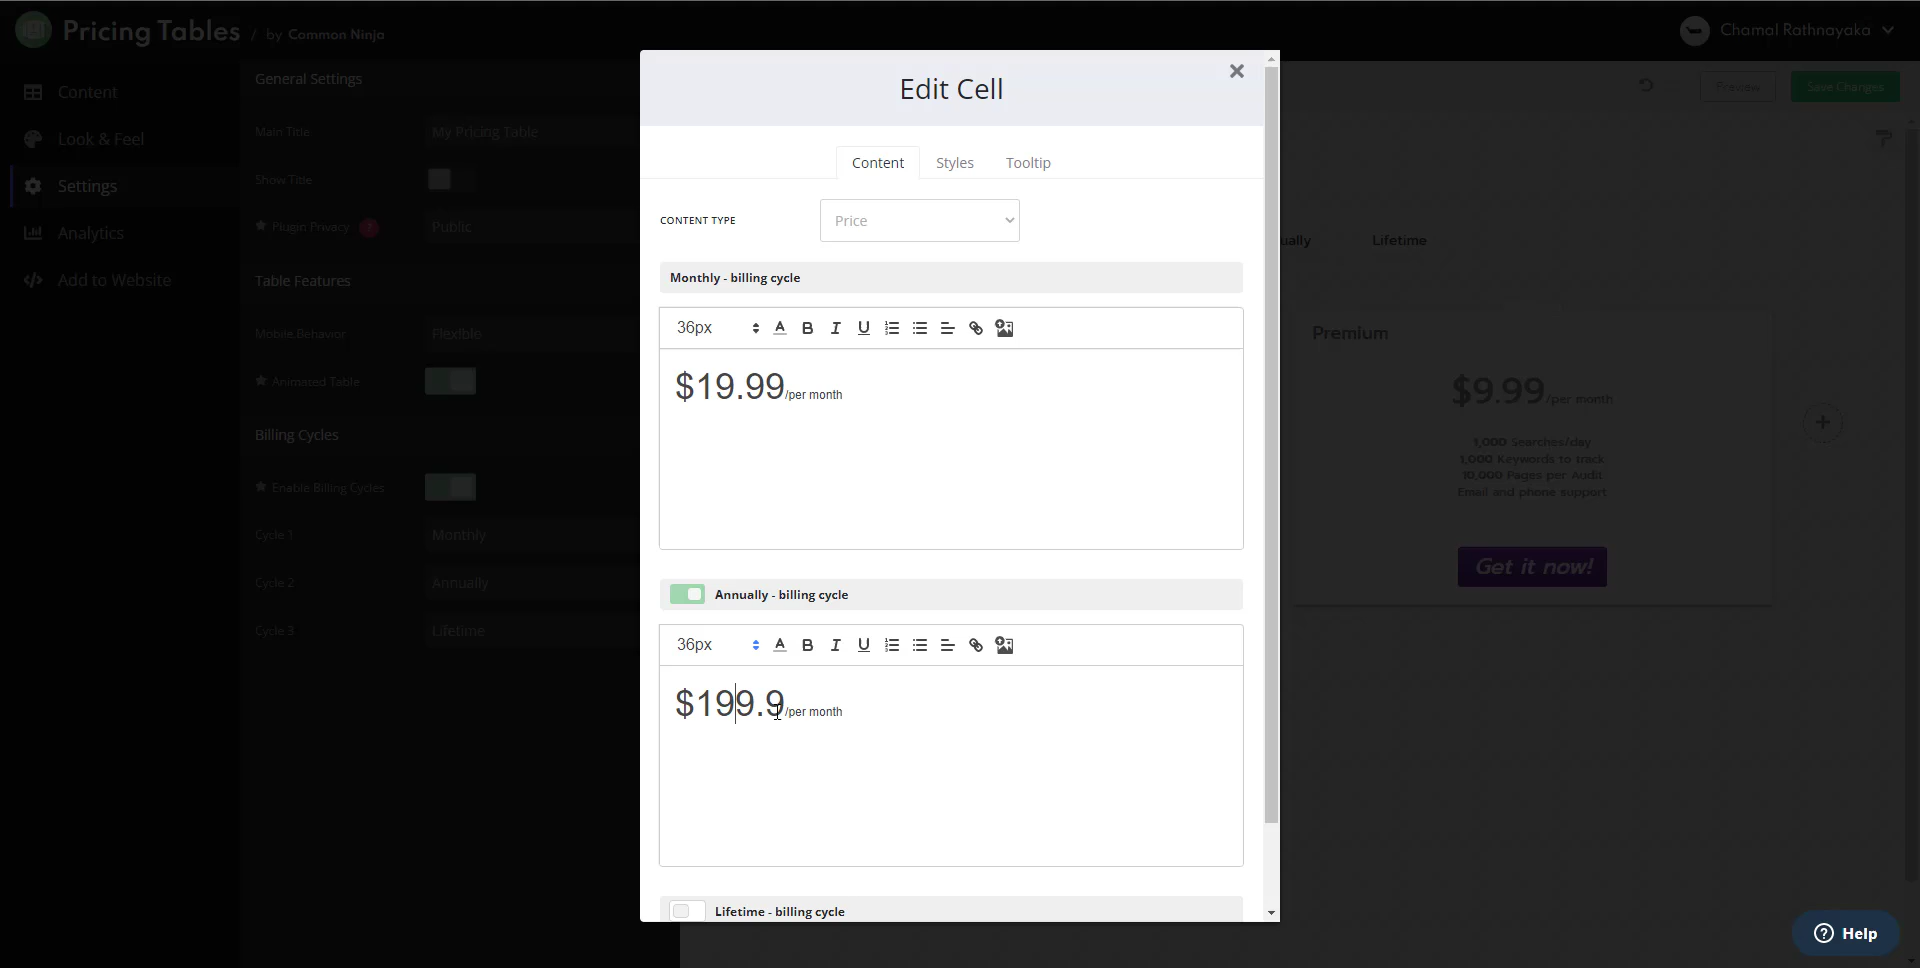 Pricing Tables / by Common Ninja
Chamal Rathnayaka
Content
Look & Feel
Settings
Analytics
Add to Website
General Settings
Main Title
My Pricing Table
Show Title
Plugin Privacy
?
Public
Table Features
Mobile Behavior
Flexible
Animated Table
Billing Cycles
Enable Billing Cycles
Cycle 1
Monthly
Cycle 2
Annually
Cycle 3
Lifetime
Edit Cell
Content
Styles
Tooltip
CONTENT TYPE
Price
Monthly - billing cycle
36px
A B I U
$19.99/per month
Annually - billing cycle
36px
A B I U
$199.9/per month
Lifetime - billing cycle
Preview
Save Changes
ually
Lifetime
Premium
$9.99/per month
1,000 Searches/day
1,000 Keywords to track
10,000 Pages per Audit
Email and phone support
Get it now!
Help